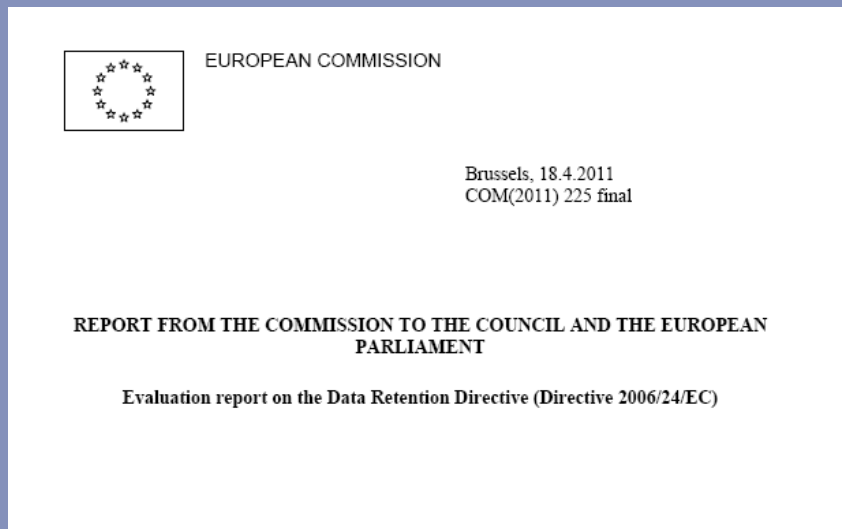 EUROPEAN COMMISSION
Brussels, 18.4.2011
COM(2011) 225 final
REPORT FROM THE COMMISSION TO THE COUNCIL AND THE EUROPEAN
PARLIAMENT
Evaluation report on the Data Retention Directive (Directive 2006/24/EC)